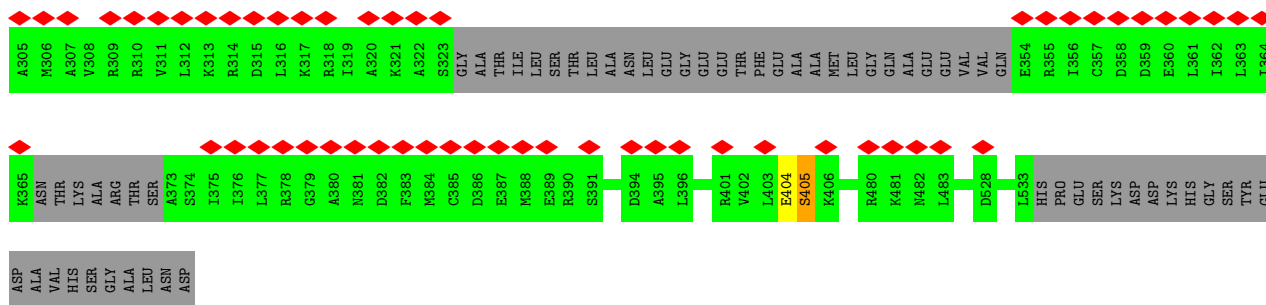 A305 M306 A307 V308 R309 R310 V311 L312 K313 R314 D315 L316 K317 R318 I319 A320 K321 A322 S323 GLY ALA THR ILE LEU SER THR LEU ALA ASN LEU GLU GLY GLU GLU THR PHE GLU ALA ALA MET LEU GLY GLN ALA GLU GLU VAL VAL GLN E354 R355 I356 C357 D358 D359 E360 L361 I362 L363 I364
K365 ASN THR LYS ALA ARG THR SER A373 S374 I375 I376 L377 R378 G379 A380 N381 D382 F383 M384 C385 D386 E387 M388 E389 R390 S391 D394 A395 L396 R401 V402 L403 E404 S405 K406 R480 K481 N482 L483 D528 L533 HIS PRO GLU SER LYS ASP ASP LYS HIS GLY SER TYR GLU
ASP ALA VAL HIS SER GLY ALA LEU ASN ASP